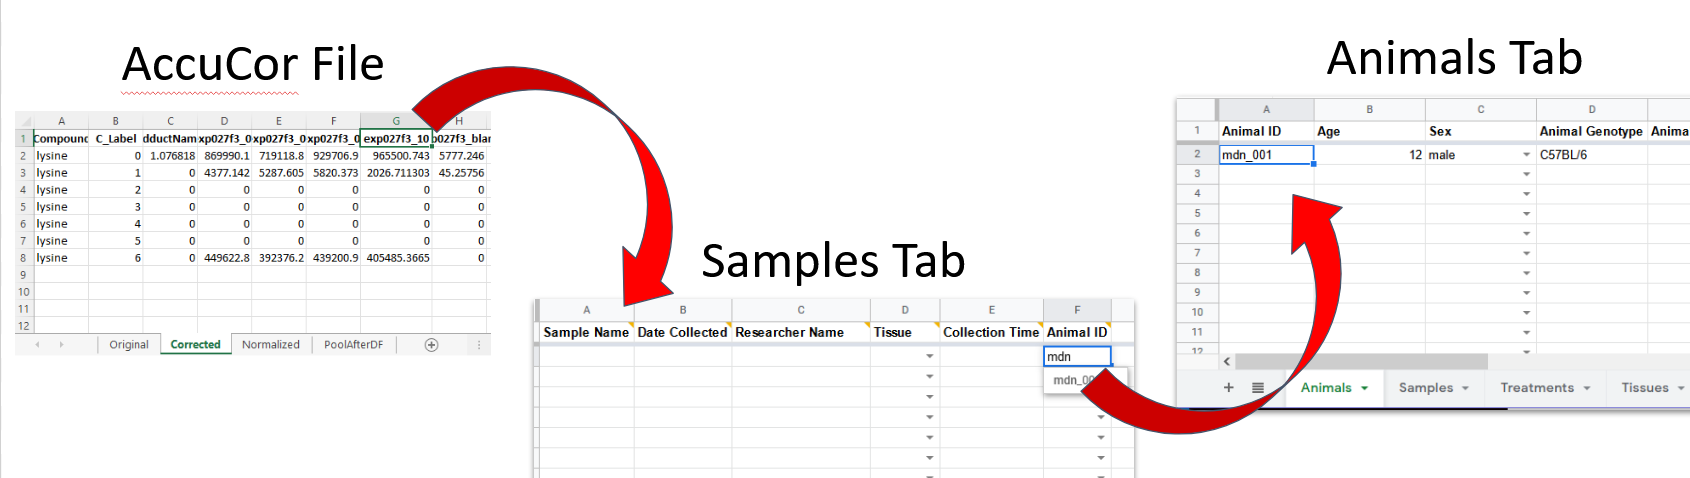 AccuCor File
A B C D E F G H
1 Compound C_Label dductNam xp027f3_0 xp027f3_0 xp027f3_0 exp027f3_10 p027f3_blan
2 lysine 0 1.076818 869990.1 719118.8 929706.9 965500.743 5777.246
3 lysine 1 0 4377.142 5287.605 5820.373 2026.711303 45.25756
4 lysine 2 0 0 0 0 0 0
5 lysine 3 0 0 0 0 0 0
6 lysine 4 0 0 0 0 0 0
7 lysine 5 0 0 0 0 0 0
8 lysine 6 0 449622.8 392376.2 439200.9 405485.3665 0
9
10
11
12
Original Corrected Normalized PoolAfterDF
Samples Tab
A B C D E F
Sample Name Date Collected Researcher Name Tissue Collection Time Animal ID
mdn
mdn_00
Animals Tab
A B C D
1 Animal ID Age Sex Animal Genotype Anima
2 mdn_001 12 male C57BL/6
3
4
5
6
7
8
9
10
11
12
Animals Samples Treatments Tissues